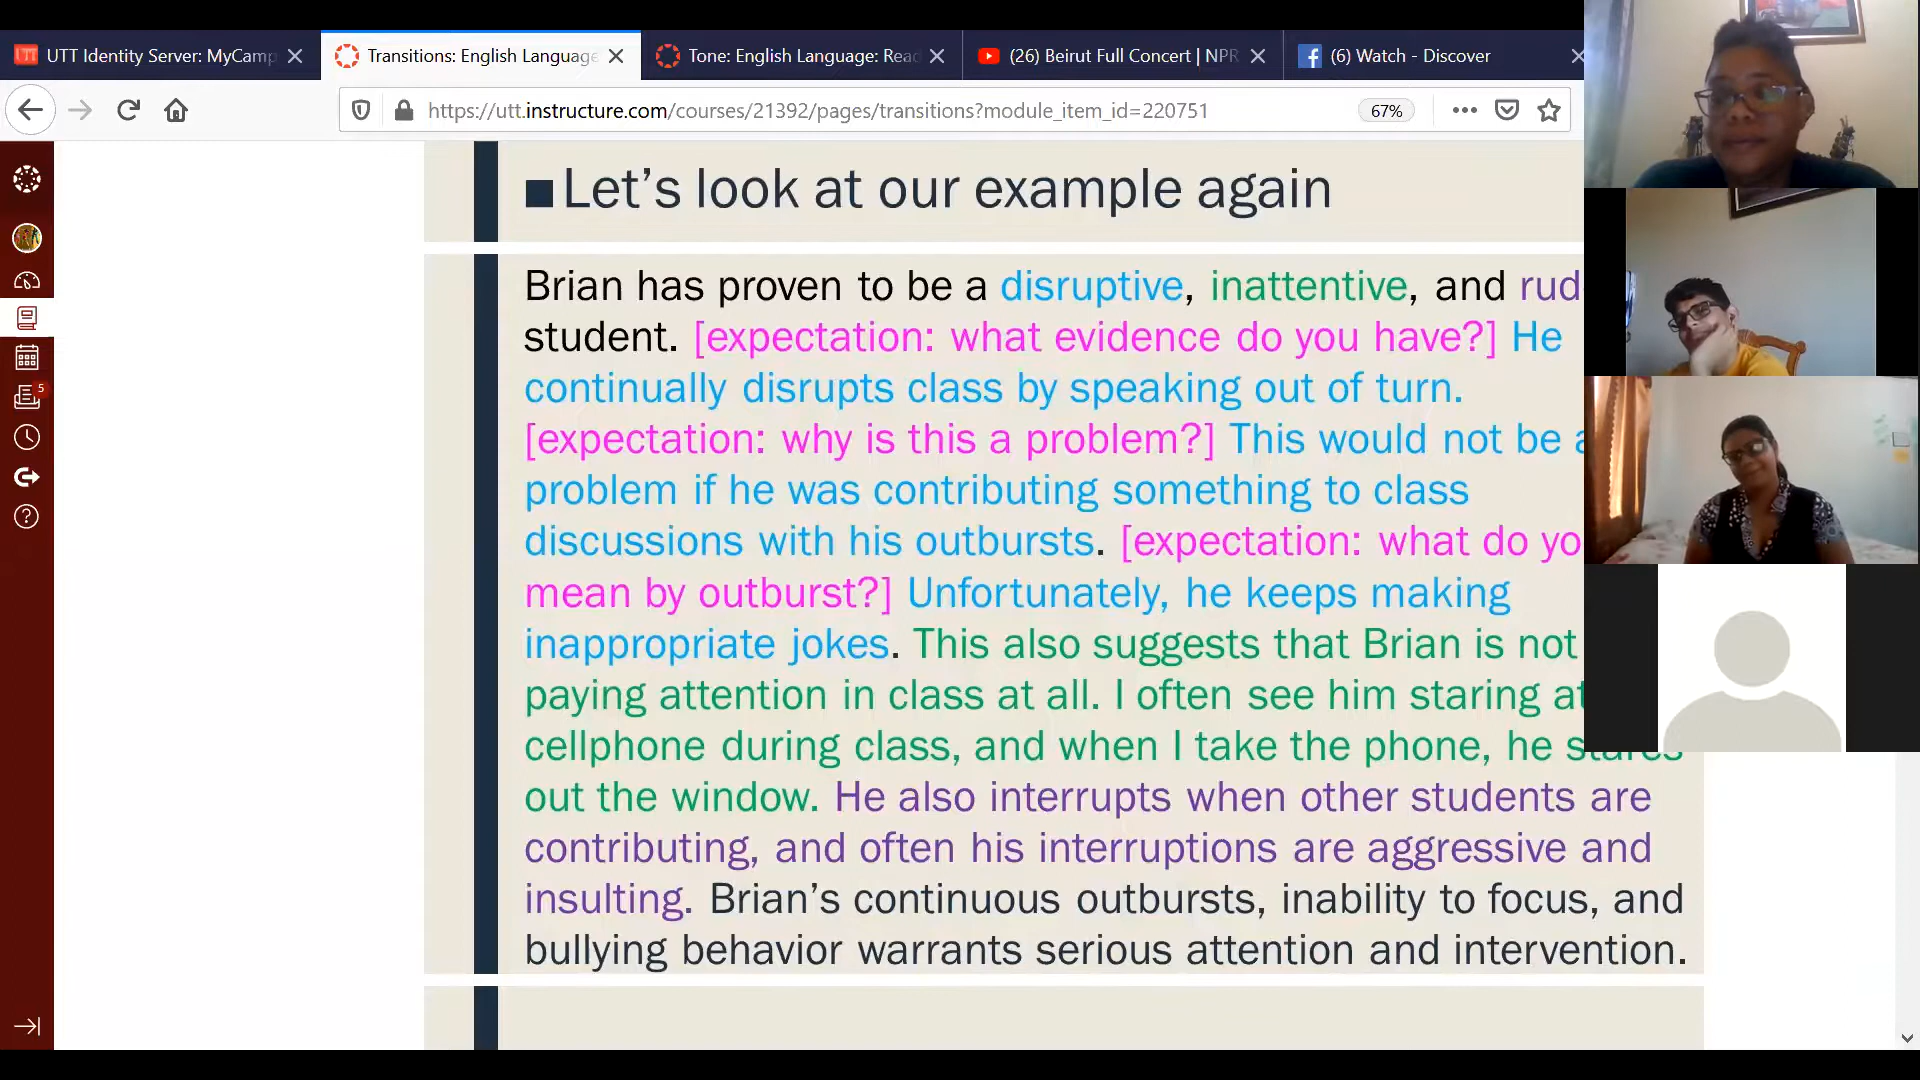 UTT Identity Server: MyCamp
Transitions: English Language
Tone: English Language: Read
(26) Beirut Full Concert | NPR
(6) Watch - Discover
https://utt.instructure.com/courses/21392/pages/transitions?module_item_id=220751
67%
5
Let’s look at our example again
Brian has proven to be a disruptive, inattentive, and
student. [expectation: what evidence do you have?] He
continually disrupts class by speaking out of turn.
[expectation: why is this a problem?] This would not be a
problem if he was contributing something to class
discussions with his outbursts. [expectation: what do
mean by outburst?] Unfortunately, he keeps making
inappropriate jokes. This also suggests that Brian is not
paying attention in class at all. I often see him staring at
cellphone during class, and when I take the phone, he stares
out the window. He also interrupts when other students are
contributing, and often his interruptions are aggressive and
insulting. Brian’s continuous outbursts, inability to focus, and
bullying behavior warrants serious attention and intervention.